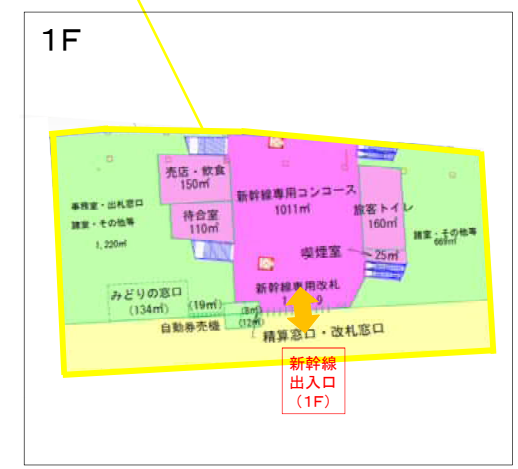 1F
売店・飲食
150㎡
待合室
110㎡
事務室・出札窓口
諸室・その他等
1,220㎡
新幹線専用コンコース
1011㎡
旅客トイレ
160㎡
喫煙室
25㎡
諸室・その他等
669㎡
みどりの窓口
(134㎡)
(19㎡)
自動券売機
(8㎡)
(12㎡)
新幹線専用改札
精算窓口・改札窓口
新幹線
出入口
(1F)